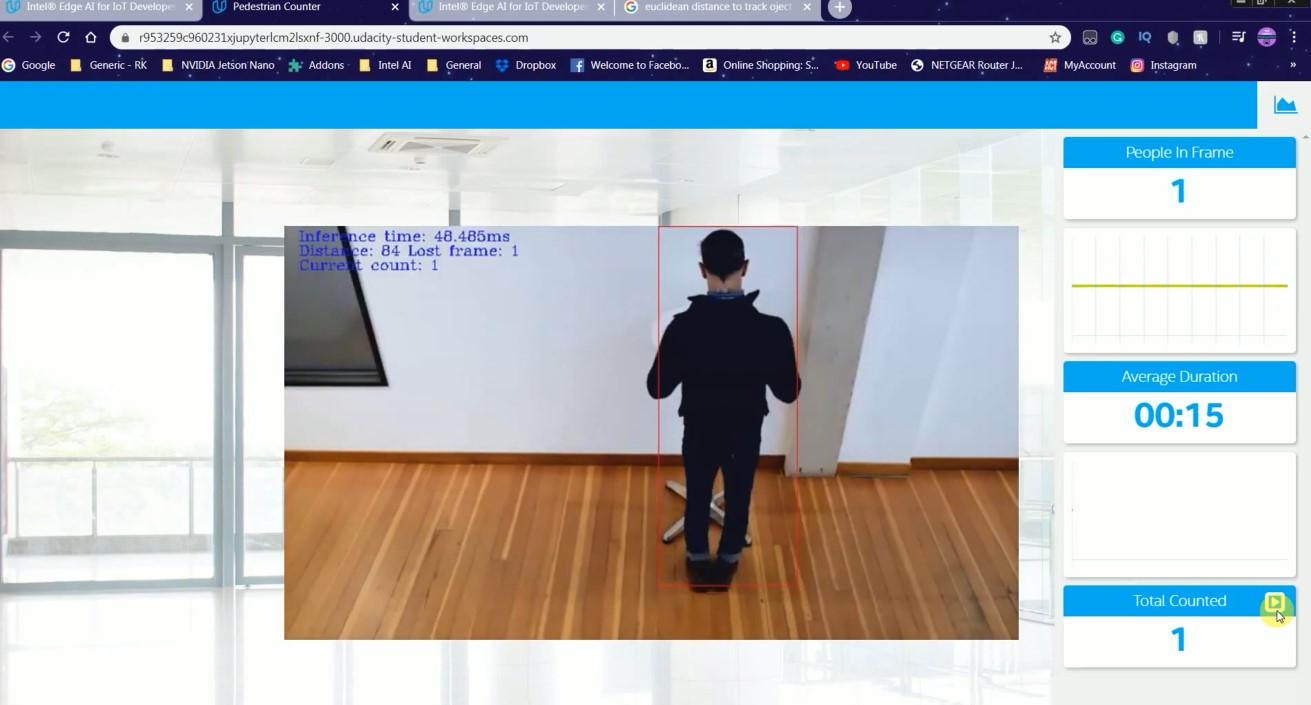 Intel® Edge AI for IoT Developer
Pedestrian Counter
Intel® Edge AI for IoT Developer
euclidean distance to track oject
r953259c960231xjupyterlcm2lsxnf-3000.udacity-student-workspaces.com
IQ
Google
Generic - RK
NVIDIA Jetson Nano
Addons
Intel AI
General
Dropbox
Welcome to Facebo...
Online Shopping: S...
YouTube
NETGEAR Router J...
MyAccount
Instagram
»
People In Frame
1
Inference time: 48.485ms
Distance: 84 Lost frame: 1
Current count: 1
Average Duration
00:15
Total Counted
1